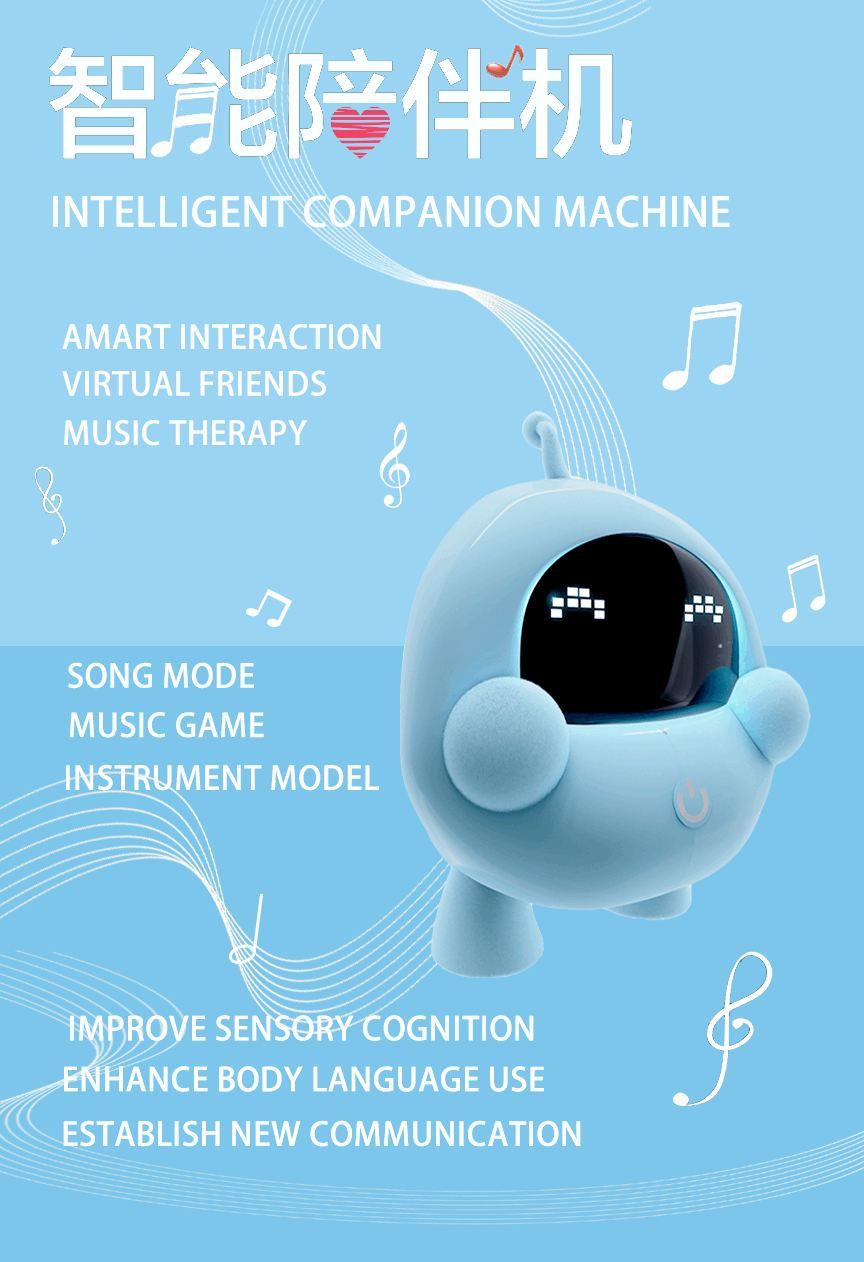 智能陪伴机
INTELLIGENT COMPANION MACHINE
AMART INTERACTION
VIRTUAL FRIENDS
MUSIC THERAPY
SONG MODE
MUSIC GAME
INSTRUMENT MODEL
IMPROVE SENSORY COGNITION
ENHANCE BODY LANGUAGE USE
ESTABLISH NEW COMMUNICATION